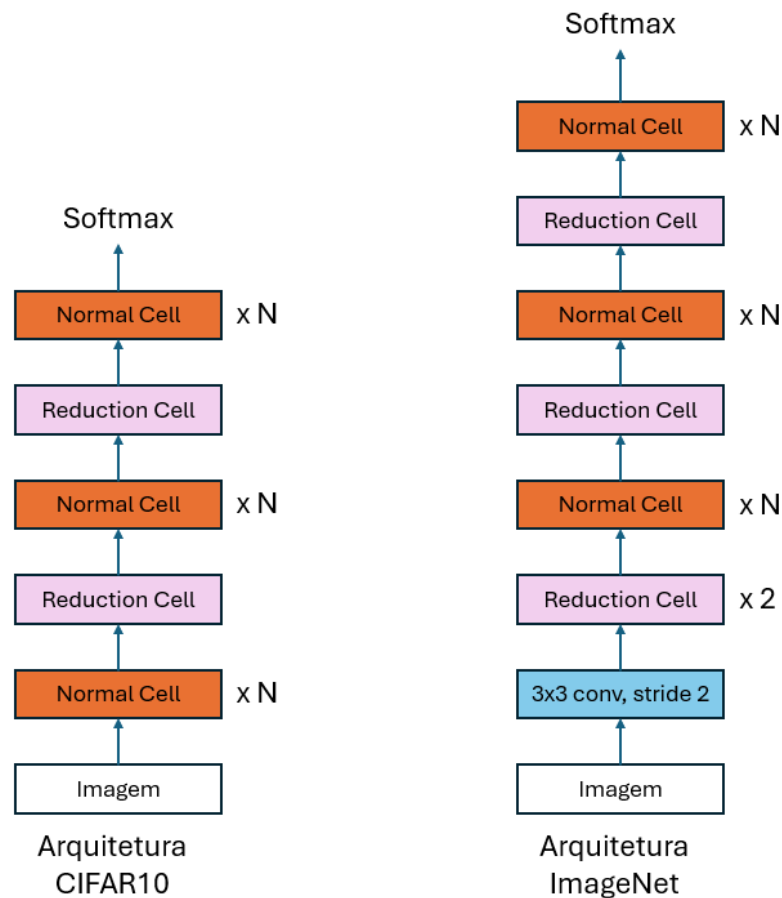 Softmax
Normal Cell x N
Reduction Cell
Normal Cell x N
Reduction Cell
Normal Cell x N
Imagem
Arquitetura
CIFAR10
Softmax
Normal Cell x N
Reduction Cell
Normal Cell x N
Reduction Cell
Normal Cell x N
Reduction Cell x 2
3x3 conv, stride 2
Imagem
Arquitetura
ImageNet